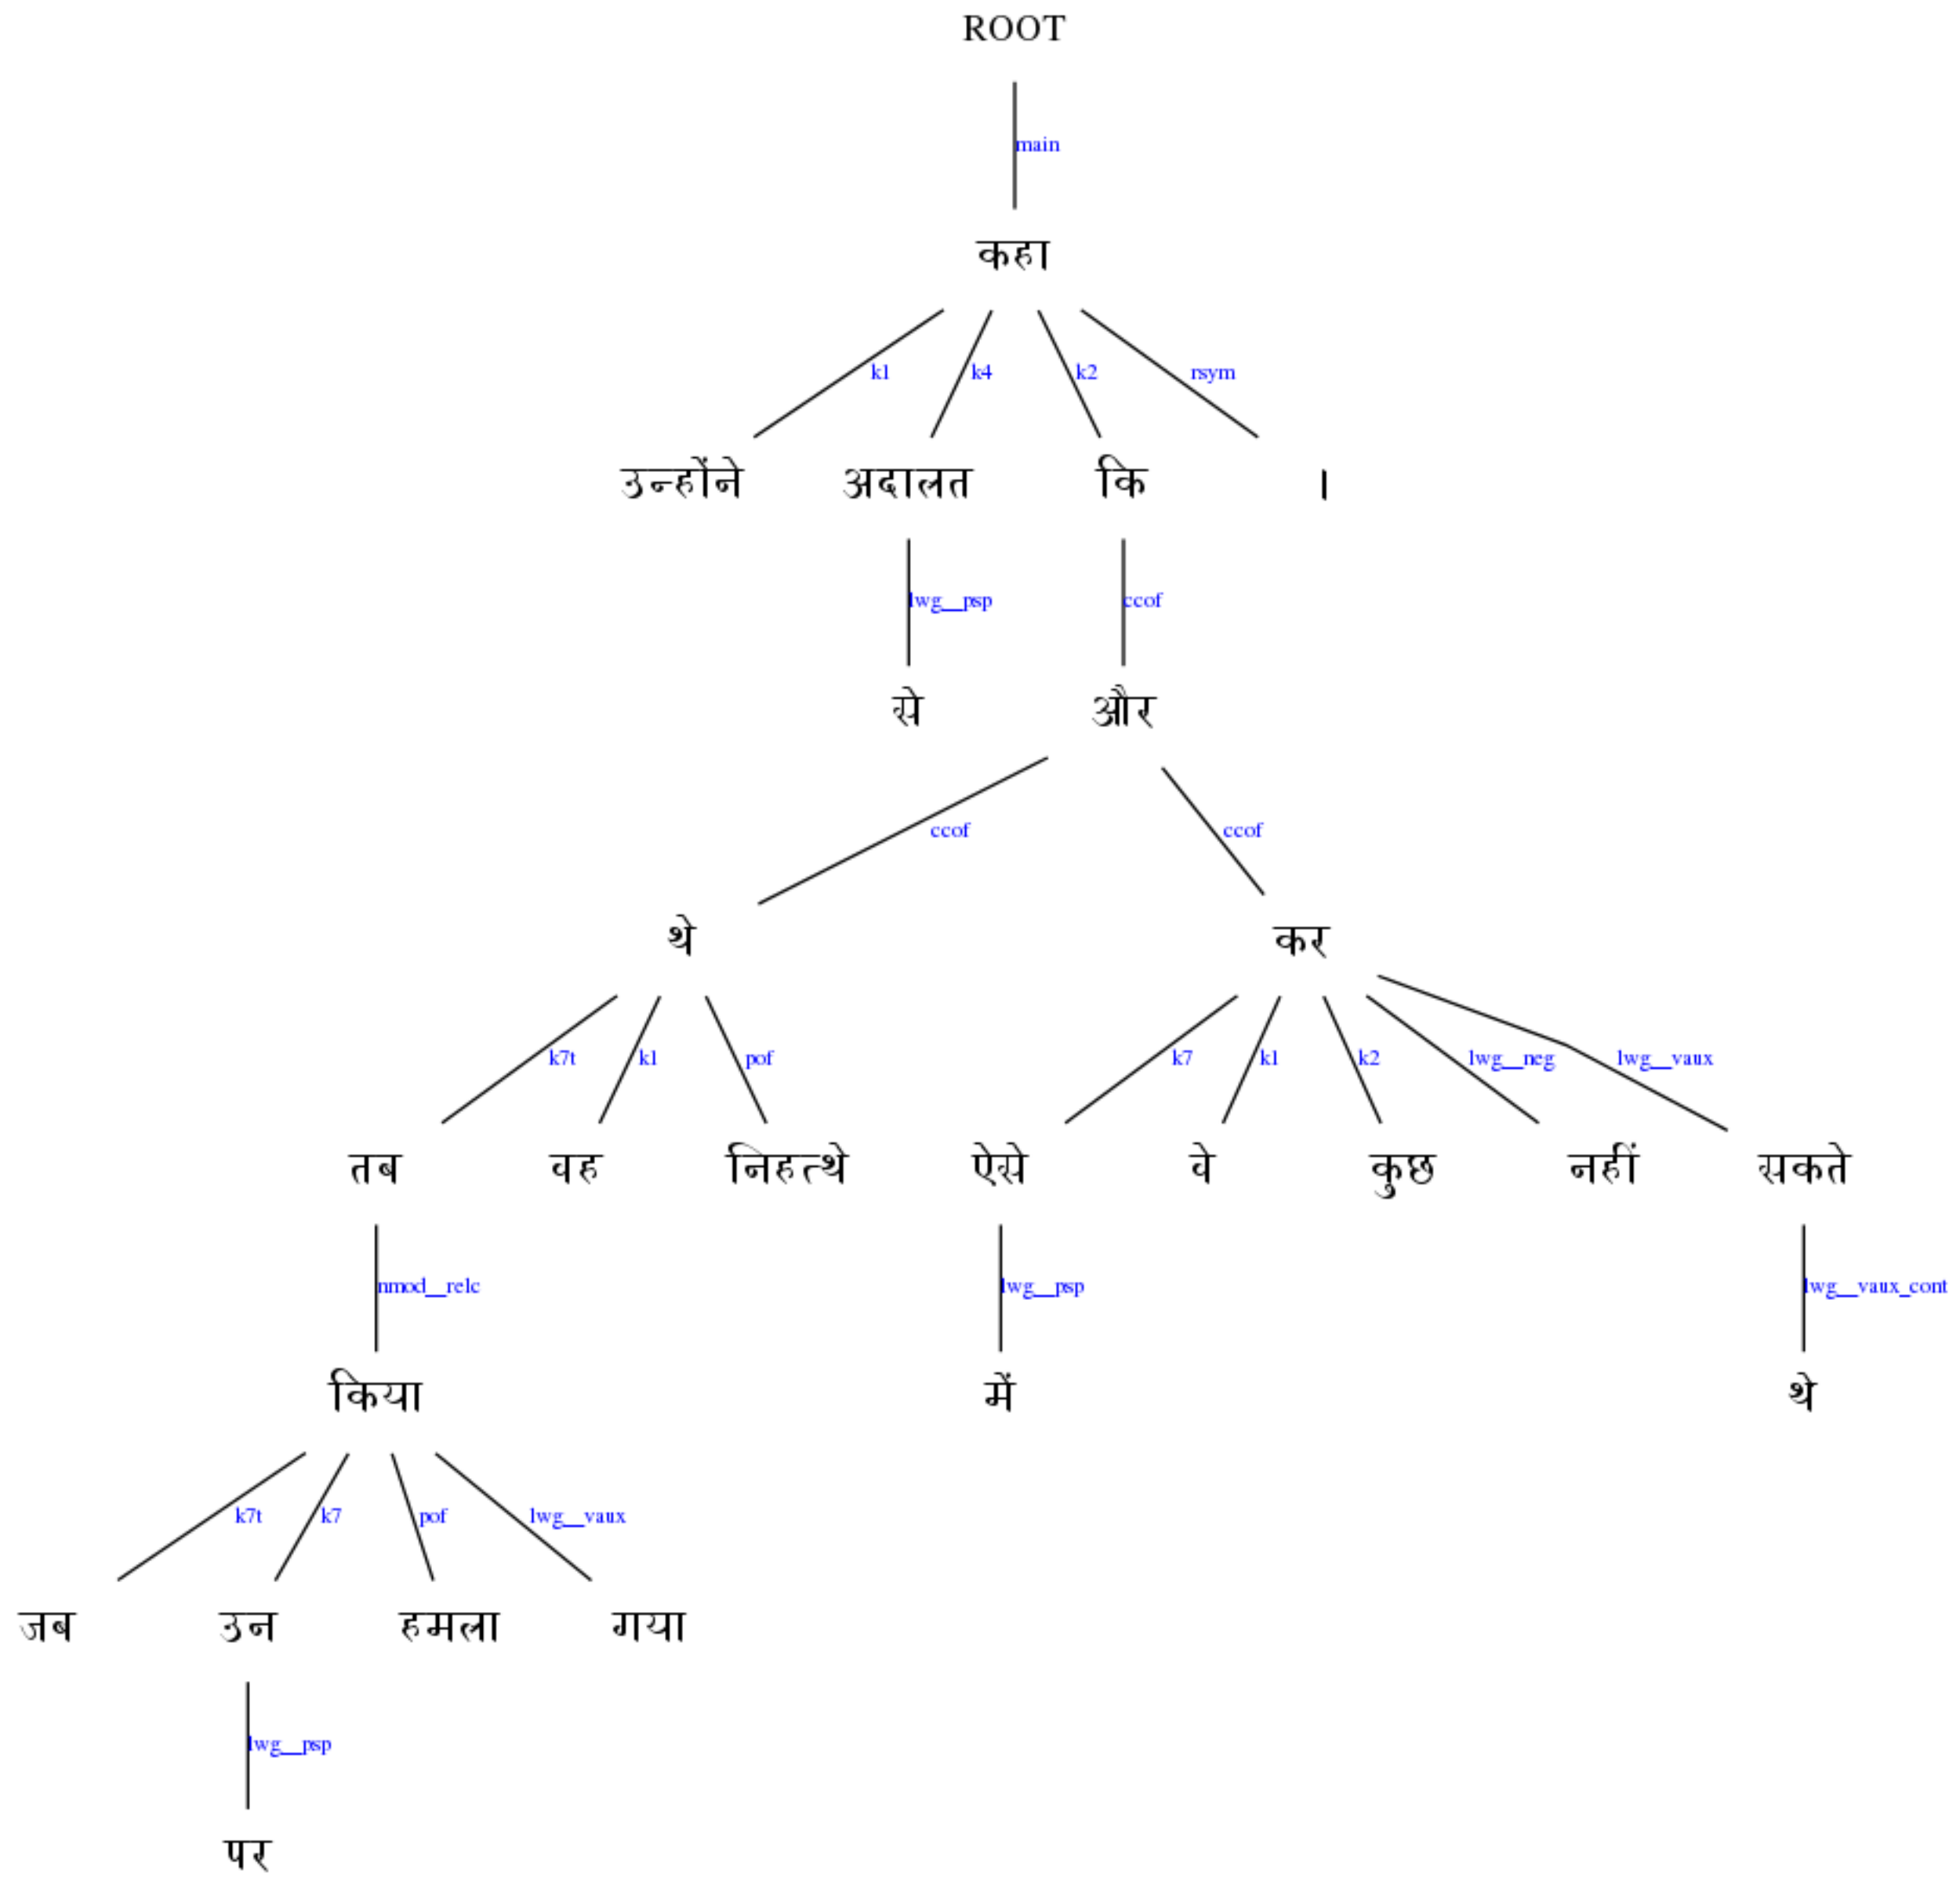 ROOT
main
कहा
k1 k4 k2 rsym
उन्होंने अदालत कि ।
lwg__psp ccof
से और
ccof ccof
थे कर
k7t k1 pof k7 k1 k2 lwg__neg lwg__vaux
तब वह निहत्थे ऐसे वे कुछ नहीं सकते
nmod__relc lwg__psp lwg__vaux_cont
किया में थे
k7t k7 pof lwg__vaux
जब उन हमला गया
lwg__psp
पर